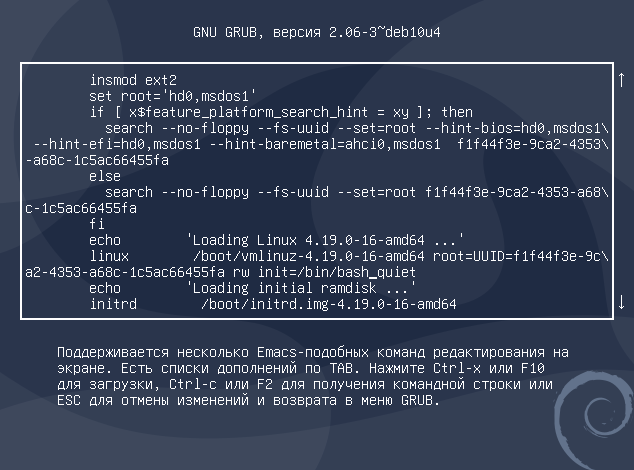 GNU GRUB, версия 2.06-3~deb10u4
insmod ext2
set root='hd0,msdos1'
if [ x$feature_platform_search_hint = xy ]; then
search --no-floppy --fs-uuid --set=root --hint-bios=hd0,msdos1\
--hint-efi=hd0,msdos1 --hint-baremetal=ahci0,msdos1  f1f44f3e-9ca2-4353\
-a68c-1c5ac66455fa
else
search --no-floppy --fs-uuid --set=root f1f44f3e-9ca2-4353-a68\
c-1c5ac66455fa
fi
echo        'Loading Linux 4.19.0-16-amd64 ...'
linux        /boot/vmlinuz-4.19.0-16-amd64 root=UUID=f1f44f3e-9c\
a2-4353-a68c-1c5ac66455fa rw init=/bin/bash_quiet
echo        'Loading initial ramdisk ...'
initrd        /boot/initrd.img-4.19.0-16-amd64
Поддерживается несколько Emacs-подобных команд редактирования на
экране. Есть списки дополнений по TAB. Нажмите Ctrl-x или F10
для загрузки, Ctrl-c или F2 для получения командной строки или
ESC для отмены изменений и возврата в меню GRUB.